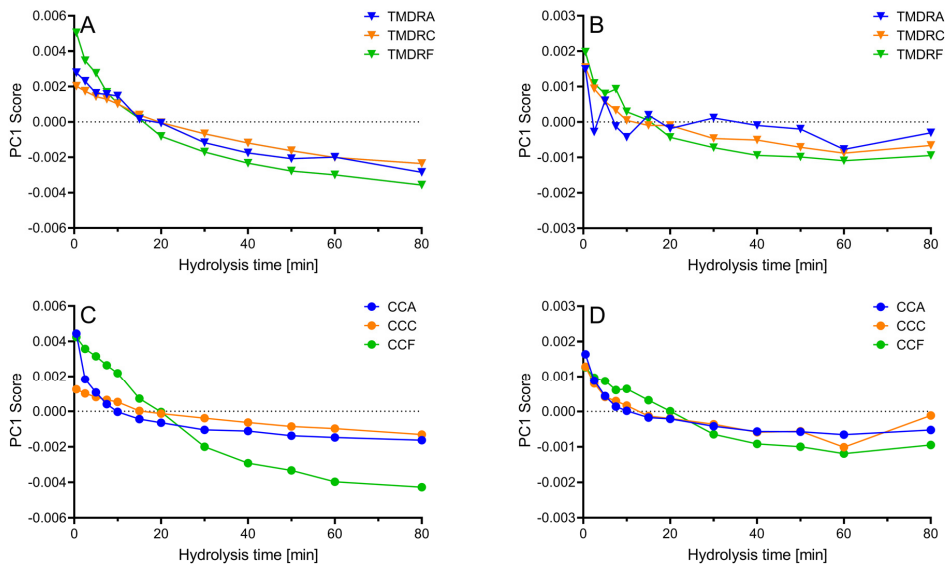 A
0.006
0.004
0.002
0.000
-0.002
-0.004
-0.006
PC1 Score
0 20 40 60 80
Hydrolysis time [min]
TMDRA
TMDRC
TMDRF
B
0.003
0.002
0.001
0.000
-0.001
-0.002
-0.003
PC1 Score
0 20 40 60 80
Hydrolysis time [min]
TMDRA
TMDRC
TMDRF
C
0.006
0.004
0.002
0.000
-0.002
-0.004
-0.006
PC1 Score
0 20 40 60 80
Hydrolysis time [min]
CCA
CCC
CCF
D
0.003
0.002
0.001
0.000
-0.001
-0.002
-0.003
PC1 Score
0 20 40 60 80
Hydrolysis time [min]
CCA
CCC
CCF